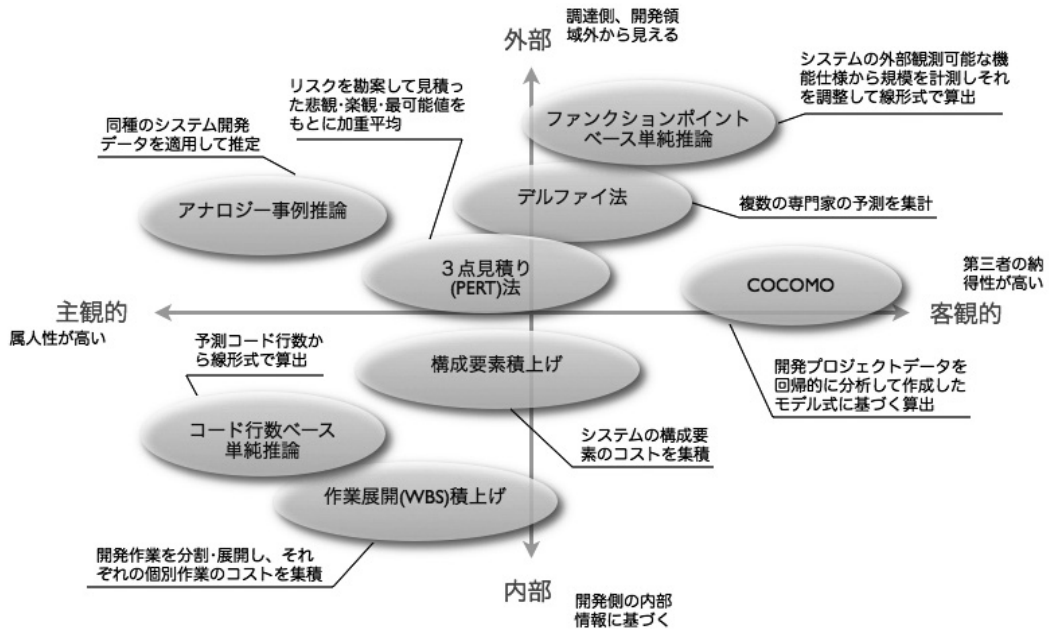 調達側、開発領
域外から見える
外部
システムの外部観測可能な機
能仕様から規模を計測しそれ
を調整して線形式で算出
リスクを勘案して見積っ
た悲観・楽観・最可能値を
もとに加重平均
ファンクションポイント
ベース単純推論
同種のシステム開発
データを適用して推定
デルファイ法
複数の専門家の予測を集計
アナロジー事例推論
3点見積り
(PERT)法
COCOMO
第三者の納
得性が高い
主観的
属人性が高い
客観的
予測コード行数か
ら線形式で算出
構成要素積上げ
開発プロジェクトデータを
回帰的に分析して作成した
モデル式に基づく算出
コード行数ベース
単純推論
システムの構成要
素のコストを集積
作業展開(WBS)積上げ
開発作業を分割・展開し、それ
ぞれの個別作業のコストを集積
内部
開発側の内部
情報に基づく